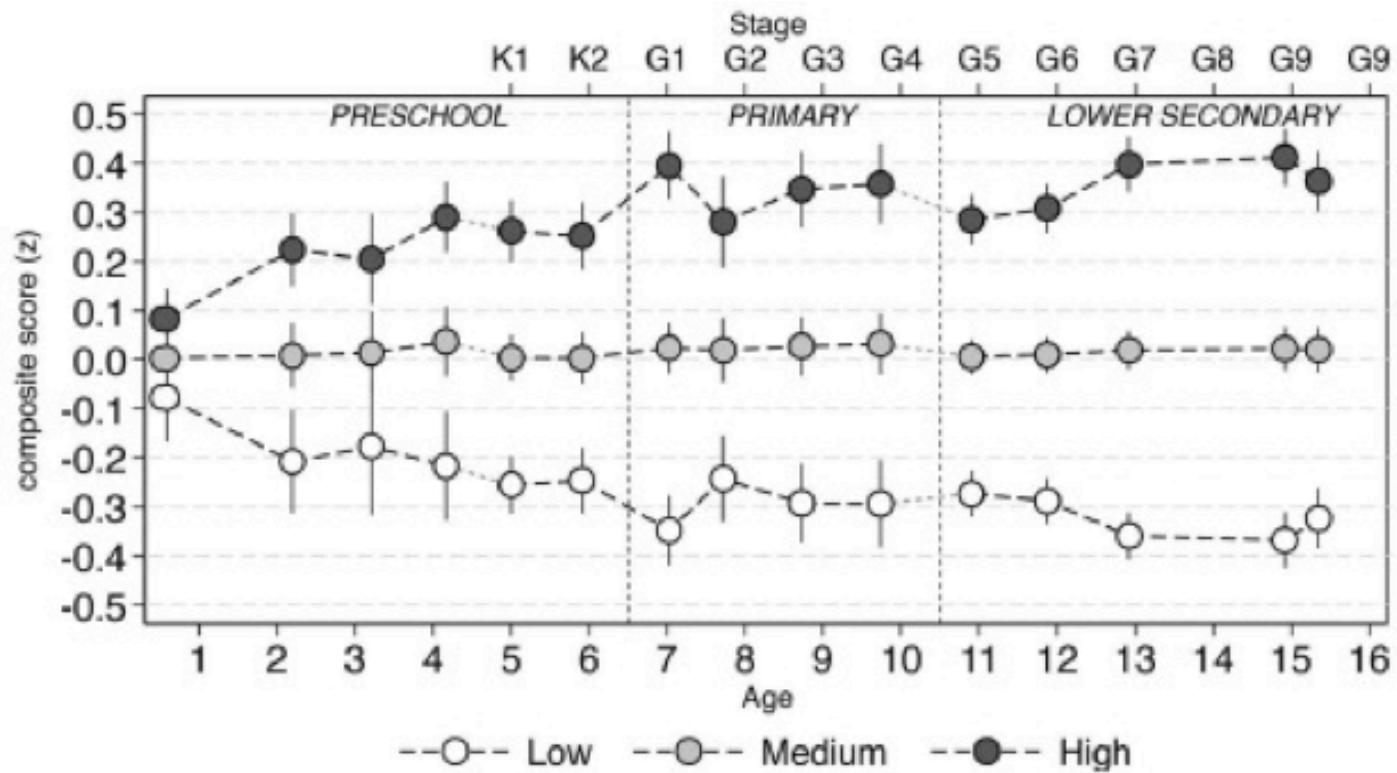 Stage
K1 K2 G1 G2 G3 G4 G5 G6 G7 G8 G9 G9
PRESCHOOL PRIMARY LOWER SECONDARY
0.5
0.4
0.3
0.2
0.1
0.0
-0.1
-0.2
-0.3
-0.4
-0.5
composite score (z)
1 2 3 4 5 6 7 8 9 10 11 12 13 14 15 16
Age
Low Medium High